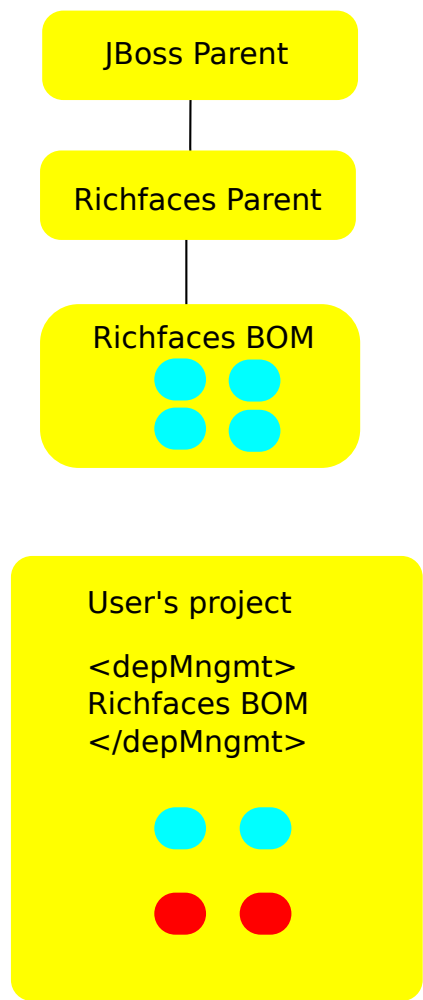 JBoss Parent
Richfaces Parent
Richfaces BOM
User's project
<depMngmt>
Richfaces BOM
</depMngmt>